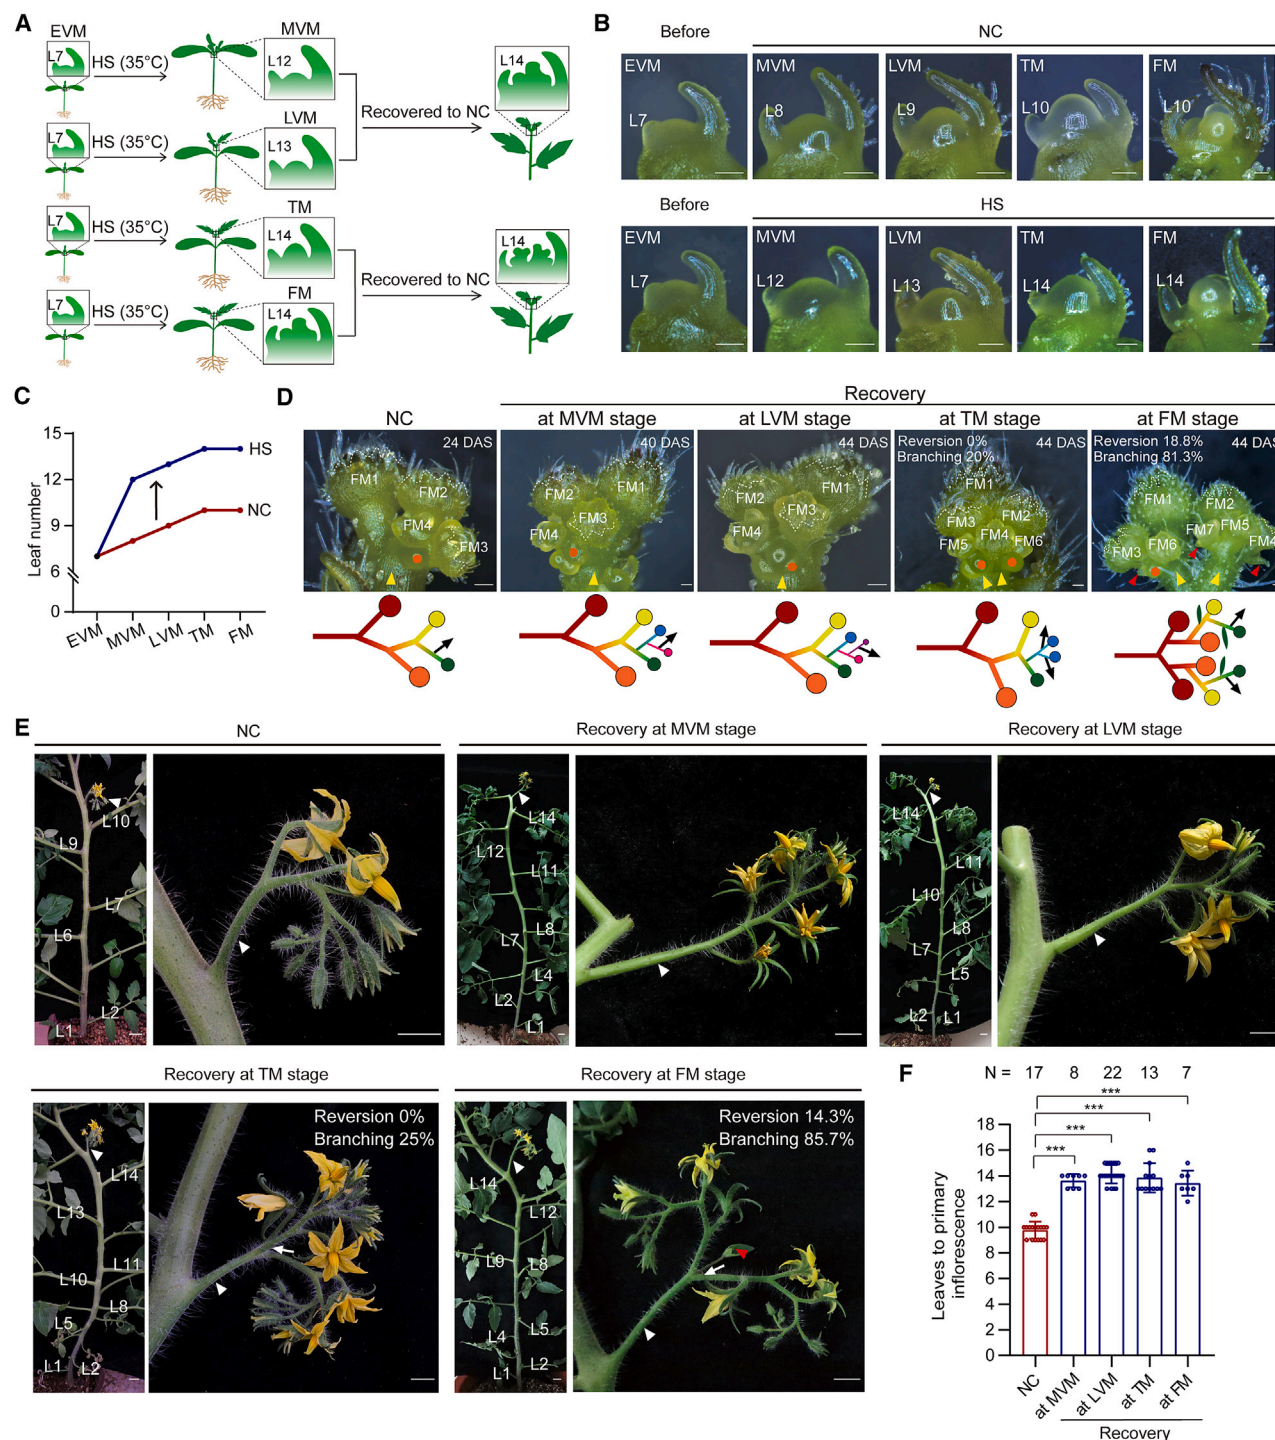 A
EVM
L7
HS (35°C)
MVM
L12
L7
HS (35°C)
LVM
L13
Recovered to NC
L14
L7
HS (35°C)
TM
L14
L7
HS (35°C)
FM
L14
Recovered to NC
L14
B
Before
NC
EVM
L7
MVM
L8
LVM
L9
TM
L10
FM
L10
Before
HS
EVM
L7
MVM
L12
LVM
L13
TM
L14
FM
L14
C
Leaf number
15
12
9
6
0
HS
NC
EVM
MVM
LVM
TM
FM
D
Recovery
NC
at MVM stage
at LVM stage
at TM stage
at FM stage
24 DAS
FM1
FM2
FM4
FM3
40 DAS
FM2
FM1
FM3
FM4
44 DAS
FM2
FM1
FM3
FM4
Reversion 0%
44 DAS
Branching 20%
FM1
FM3
FM2
FM4
FM5
FM6
Reversion 18.8%
44 DAS
Branching 81.3%
FM1
FM2
FM7
FM5
FM3
FM6
FM4
E
NC
L10
L9
L7
L6
L2
L1
Recovery at MVM stage
L14
L12
L11
L8
L7
L4
L2
L1
Recovery at LVM stage
L14
L11
L10
L8
L7
L5
L2
L1
Recovery at TM stage
L14
L13
L11
L10
L8
L5
L1
L2
Reversion 0%
Branching 25%
Recovery at FM stage
L14
L12
L9
L8
L5
L4
L2
L1
Reversion 14.3%
Branching 85.7%
F
N = 17 8 22 13 7
***
***
***
***
Leaves to primary
inflorescence
18
16
14
12
10
8
6
4
2
0
NC
at MVM
at LVM
at TM
at FM
Recovery